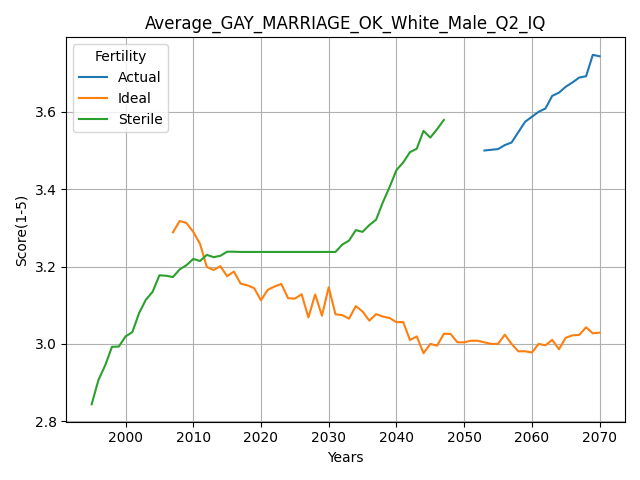 Average_GAY_MARRIAGE_OK_White_Male_Q2_IQ
Fertility
Actual
Ideal
Sterile
Score(1-5)
3.6
3.4
3.2
3.0
2.8
2000
2010
2020
2030
2040
2050
2060
2070
Years